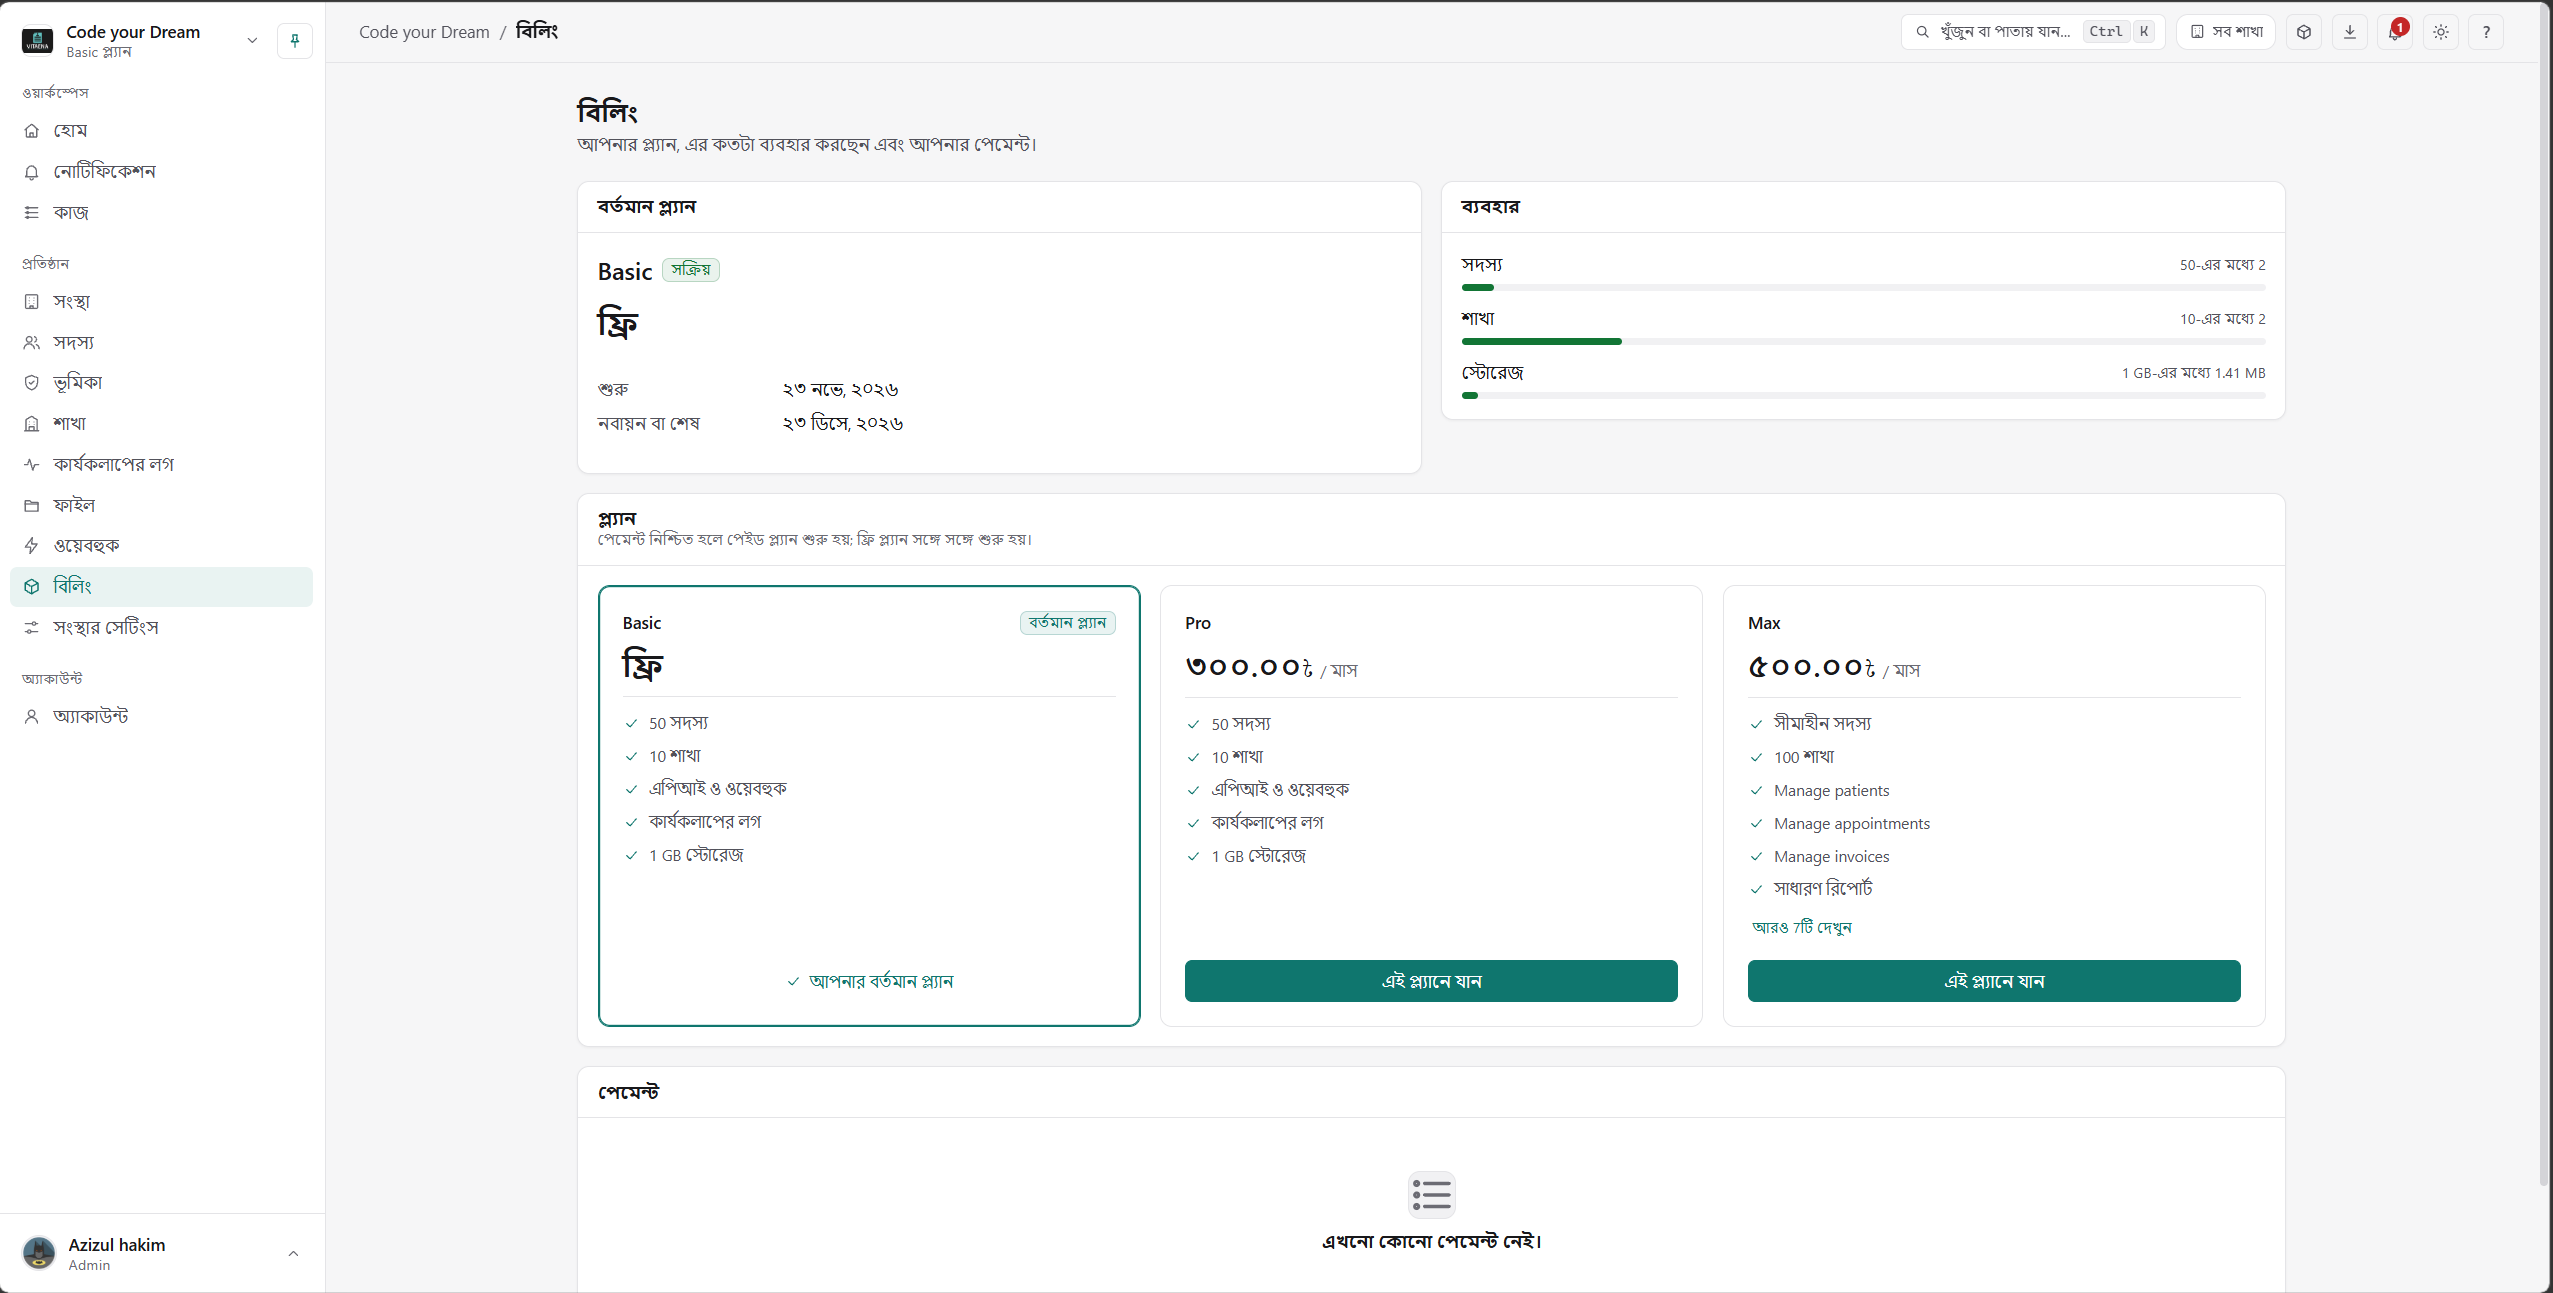 Code your Dream
Basic প্ল্যান
ওয়ার্কস্পেস
হোম
নোটিফিকেশন
কাজ
প্রতিষ্ঠান
সংস্থা
সদস্য
ভূমিকা
শাখা
কার্যকলাপের লগ
ফাইল
ওয়েবহুক
বিলিং
সংস্থার সেটিংস
অ্যাকাউন্ট
অ্যাকাউন্ট
Azizul hakim
Admin
Code your Dream / বিলিং
খুঁজুন বা পাতায় যান... Ctrl K
সব শাখা
1
?
বিলিং
আপনার প্ল্যান, এর কতটা ব্যবহার করছেন এবং আপনার পেমেন্ট।
বর্তমান প্ল্যান
Basic সক্রিয়
ফ্রি
শুরু ২৩ নভে, ২০২৬
নবায়ন বা শেষ ২৩ ডিসে, ২০২৬
ব্যবহার
সদস্য 50-এর মধ্যে 2
শাখা 10-এর মধ্যে 2
স্টোরেজ 1 GB-এর মধ্যে 1.41 MB
প্ল্যান
পেমেন্ট নিশ্চিত হলে পেইড প্ল্যান শুরু হয়; ফ্রি প্ল্যান সঙ্গে সঙ্গে শুরু হয়।
Basic বর্তমান প্ল্যান
ফ্রি
50 সদস্য
10 শাখা
এপিআই ও ওয়েবহুক
কার্যকলাপের লগ
1 GB স্টোরেজ
আপনার বর্তমান প্ল্যান
Pro
৩০০.০০৳ / মাস
50 সদস্য
10 শাখা
এপিআই ও ওয়েবহুক
কার্যকলাপের লগ
1 GB স্টোরেজ
এই প্ল্যানে যান
Max
৫০০.০০৳ / মাস
সীমাহীন সদস্য
100 শাখা
Manage patients
Manage appointments
Manage invoices
সাধারণ রিপোর্ট
আরও 7টি দেখুন
এই প্ল্যানে যান
পেমেন্ট
এখনো কোনো পেমেন্ট নেই।